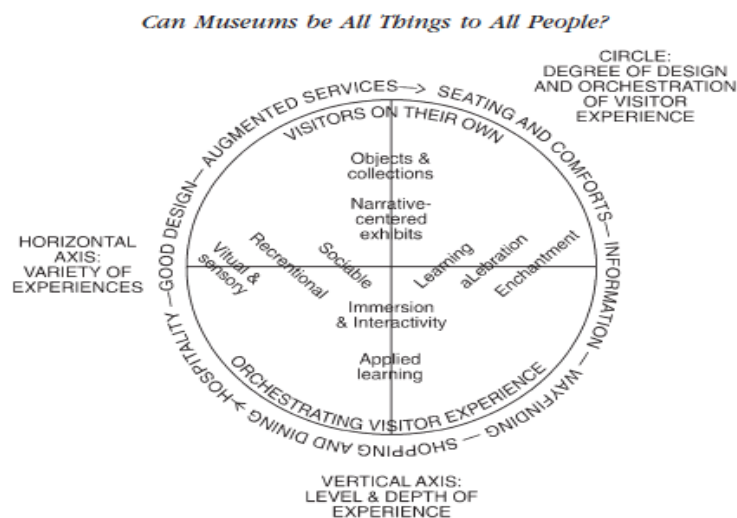 Can Museums be All Things to All People?
CIRCLE:
DEGREE OF DESIGN
AND ORCHESTRATION
OF VISITOR
EXPERIENCE
GOOD DESIGN— AUGMENTED SERVICES—> SEATING AND COMFORTS— INFORMATION — WAYFINDING — SHOPPING AND DINING > HOSPITALITY —
VISITORS ON THEIR OWN
Objects &
collections
Narrative-
centered
exhibits
HORIZONTAL
AXIS:
VARIETY OF
EXPERIENCES
Vitual &
sensory
Recrentional
Sociable
Learning
aLebration
Enchantment
Immersion
& Interactivity
Applied
learning
ORCHESTRATING VISITOR EXPERIENCE
VERTICAL AXIS:
LEVEL & DEPTH OF
EXPERIENCE